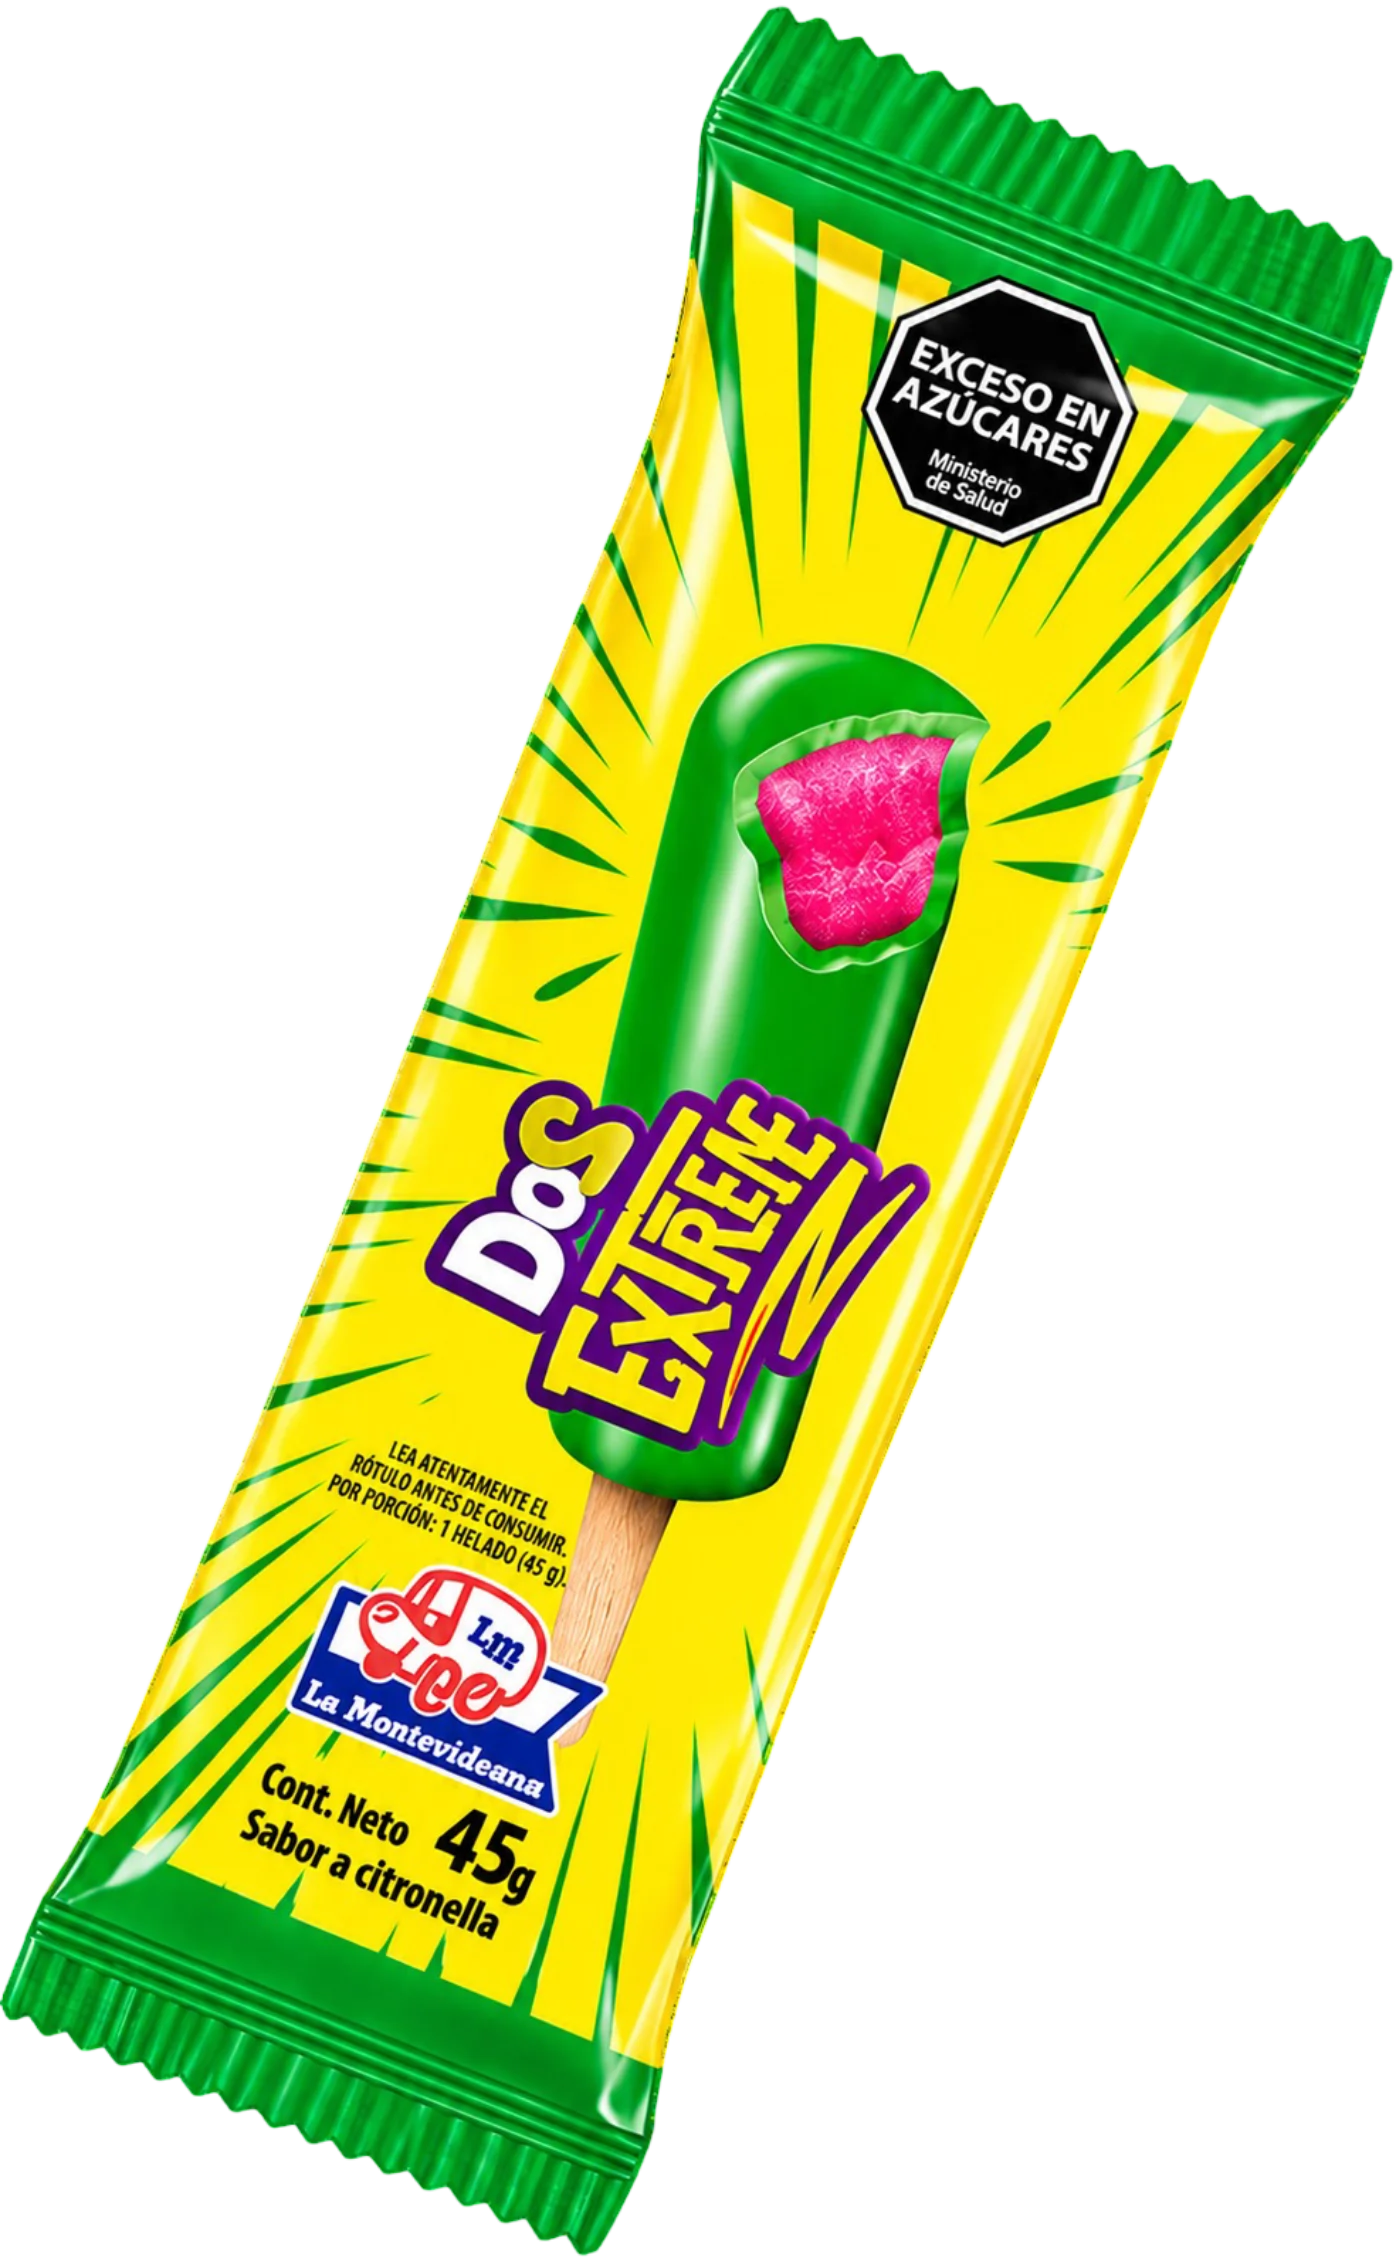 EXCESO EN
AZÚCARES
Ministerio
de Salud
DOS
EXTREME
LEA ATENTAMENTE EL
RÓTULO ANTES DE CONSUMIR.
POR PORCIÓN: 1 HELADO (45 g).
Lm
La Montevideana
Cont. Neto 45g
Sabor a citronella